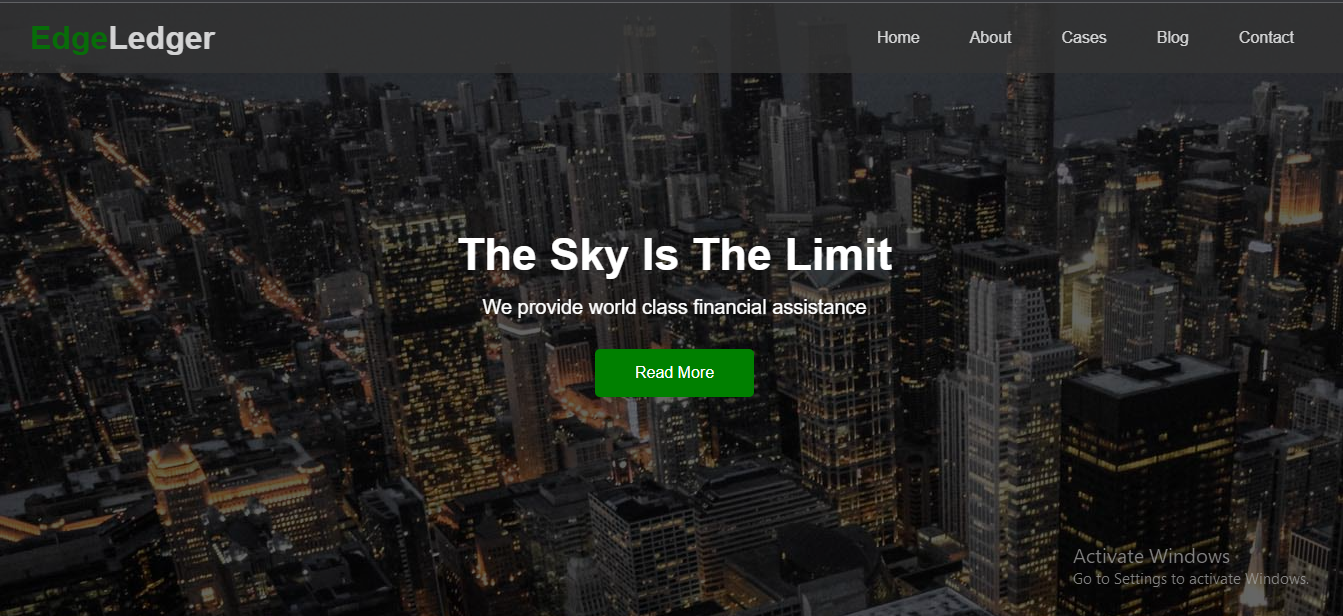 EdgeLedger
Home About Cases Blog Contact
The Sky Is The Limit
We provide world class financial assistance
Read More
Activate Windows
Go to Settings to activate Windows.